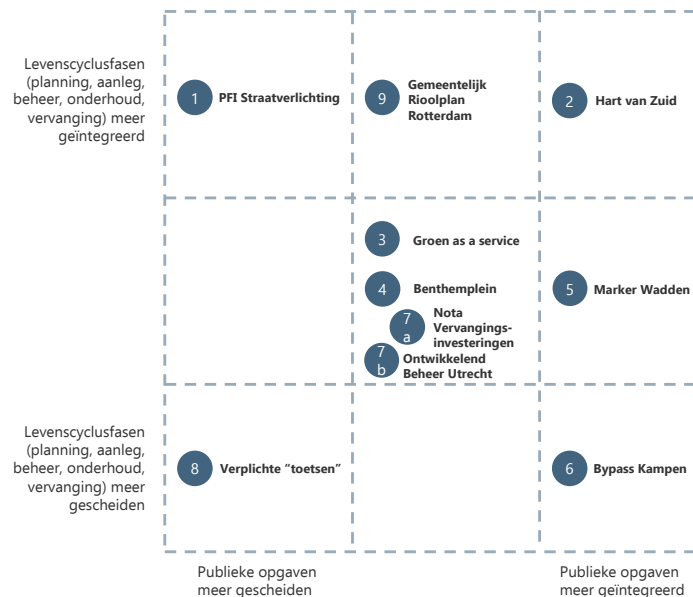 Levenscyclusfasen
(planning, aanleg,
beheer, onderhoud,
vervanging) meer
geïntegreerd
1 PFI Straatverlichting
9 Gemeentelijk
Rioolplan
Rotterdam
2 Hart van Zuid
3 Groen as a service
4 Benthemplein
7a Nota
Vervangings-
investeringen
7b Ontwikkelend
Beheer Utrecht
5 Marker Wadden
Levenscyclusfasen
(planning, aanleg,
beheer, onderhoud,
vervanging) meer
gescheiden
8 Verplichte “toetsen”
6 Bypass Kampen
Publieke opgaven
meer gescheiden
Publieke opgaven
meer geïntegreerd